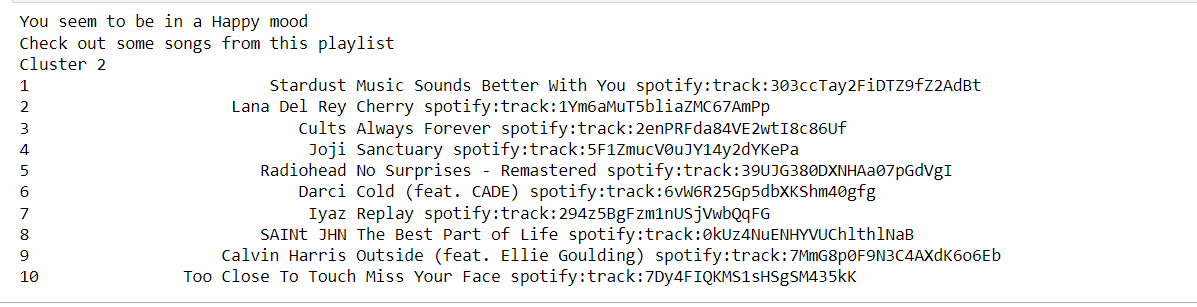 You seem to be in a Happy mood
Check out some songs from this playlist
Cluster 2
1 Stardust Music Sounds Better With You spotify:track:303ccTay2FiDTZ9fZ2AdBt
2 Lana Del Rey Cherry spotify:track:1Ym6aMuT5bliaZMC67AmPp
3 Cults Always Forever spotify:track:2enPRFda84VE2wtI8c86Uf
4 Joji Sanctuary spotify:track:5F1ZmucV0uJY14y2dYKePa
5 Radiohead No Surprises - Remastered spotify:track:39UJG380DXNHAa07pGdVgI
6 Darci Cold (feat. CADE) spotify:track:6vW6R25Gp5dbXKShm40gfg
7 Iyaz Replay spotify:track:294z5BgFzm1nUSjVwbQqFG
8 SAINt JHN The Best Part of Life spotify:track:0kUz4NuENHYVUChlthlNaB
9 Calvin Harris Outside (feat. Ellie Goulding) spotify:track:7MmG8p0F9N3C4AXdK6o6Eb
10 Too Close To Touch Miss Your Face spotify:track:7Dy4FIQKMS1sHSgSM435kK